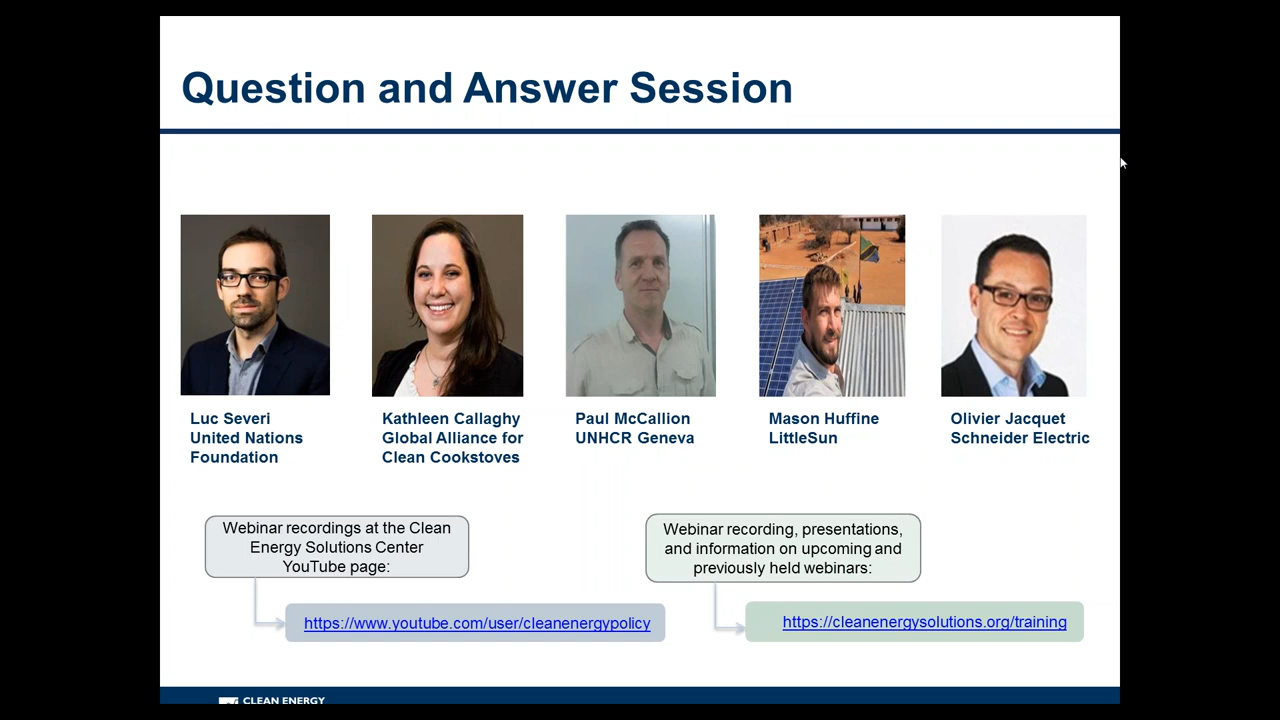 Question and Answer Session
Luc Severi
United Nations
Foundation
Kathleen Callaghy
Global Alliance for
Clean Cookstoves
Paul McCallion
UNHCR Geneva
Mason Huffine
LittleSun
Olivier Jacquet
Schneider Electric
Webinar recordings at the Clean
Energy Solutions Center
YouTube page:
https://www.youtube.com/user/cleanenergypolicy
Webinar recording, presentations,
and information on upcoming and
previously held webinars:
https://cleanenergysolutions.org/training
CLEAN ENERGY